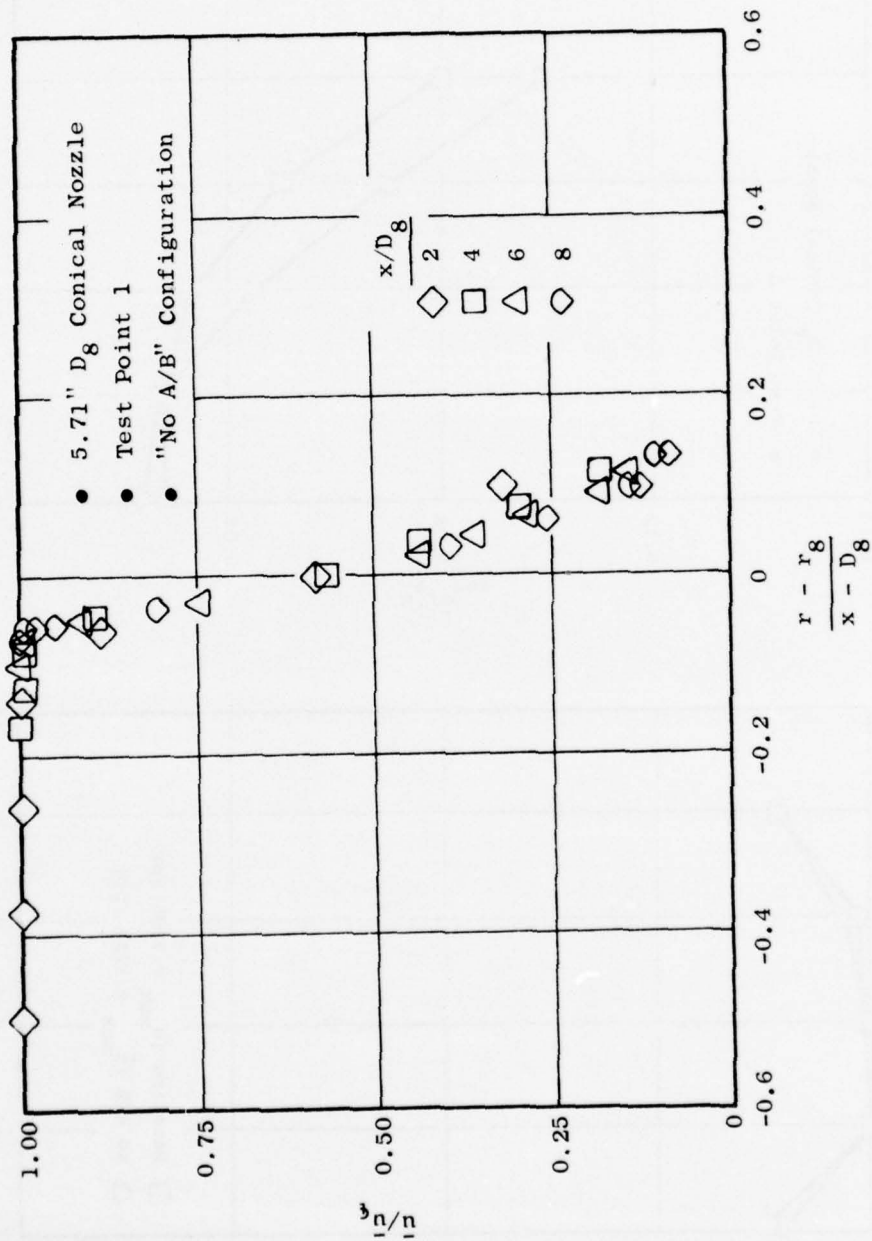 • 5.71" D8 Conical Nozzle
• Test Point 1
• "No A/B" Configuration
x/D8
2
4
6
8
1.00
0.75
0.50
0.25
0
ū/ū℄
-0.6
-0.4
-0.2
0
0.2
0.4
0.6
r - r8
x - D8